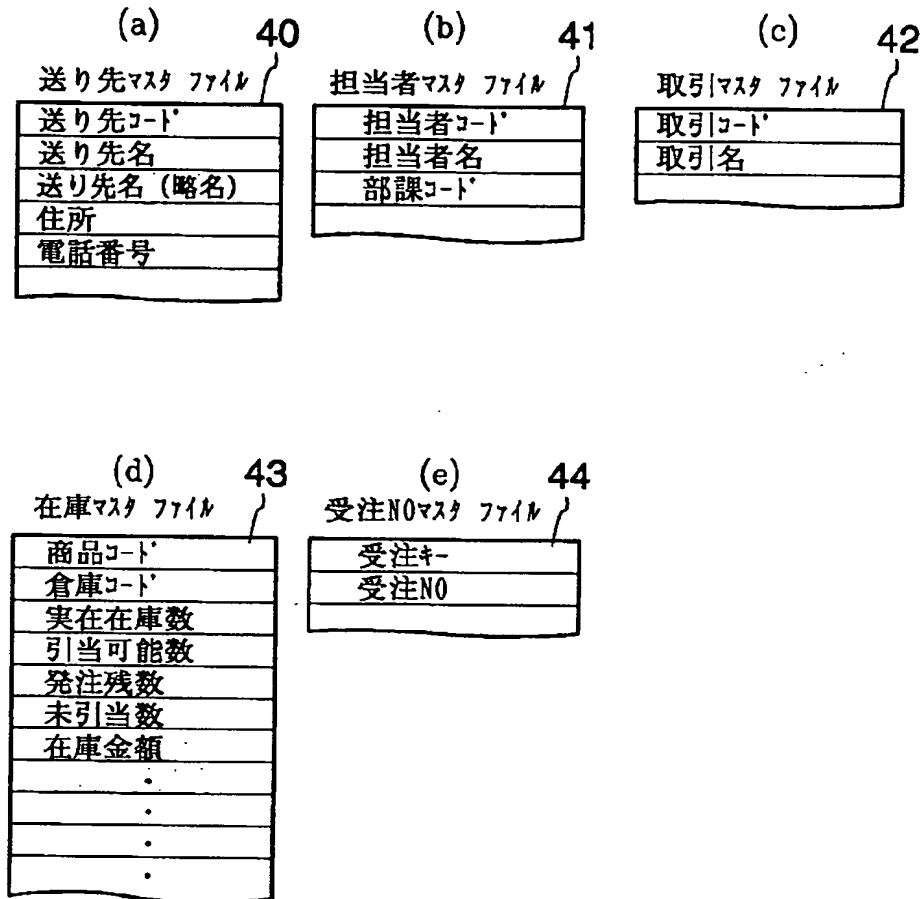 (a)
40
送り先ﾏｽﾀ ﾌｧｲﾙ
送り先ｺｰﾄﾞ
送り先名
送り先名（略名）
住所
電話番号
(b)
41
担当者ﾏｽﾀ ﾌｧｲﾙ
担当者ｺｰﾄﾞ
担当者名
部課ｺｰﾄﾞ
(c)
42
取引ﾏｽﾀ ﾌｧｲﾙ
取引ｺｰﾄﾞ
取引名
(d)
43
在庫ﾏｽﾀ ﾌｧｲﾙ
商品ｺｰﾄﾞ
倉庫ｺｰﾄﾞ
実在在庫数
引当可能数
発注残数
未引当数
在庫金額
・
・
・
・
(e)
44
受注NOﾏｽﾀ ﾌｧｲﾙ
受注ｷｰ
受注NO